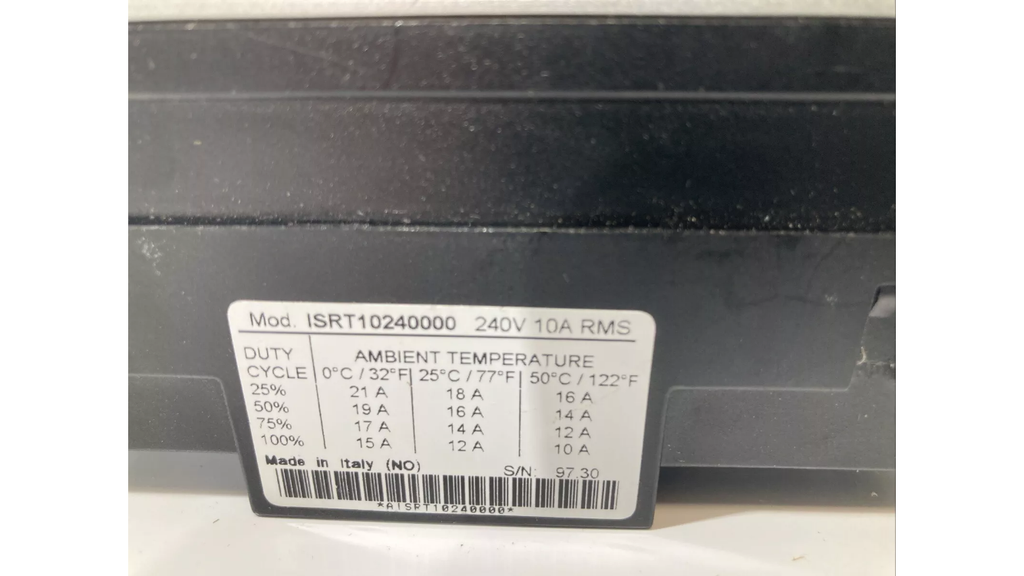 Mod. ISRT10240000 240V 10A RMS
DUTY CYCLE AMBIENT TEMPERATURE
0°C / 32°F 25°C / 77°F 50°C / 122°F
25% 21 A 18 A 16 A
50% 19 A 16 A 14 A
75% 17 A 14 A 12 A
100% 15 A 12 A 10 A
Made in Italy (NO) S/N: 97.30
*AISRT10240000*